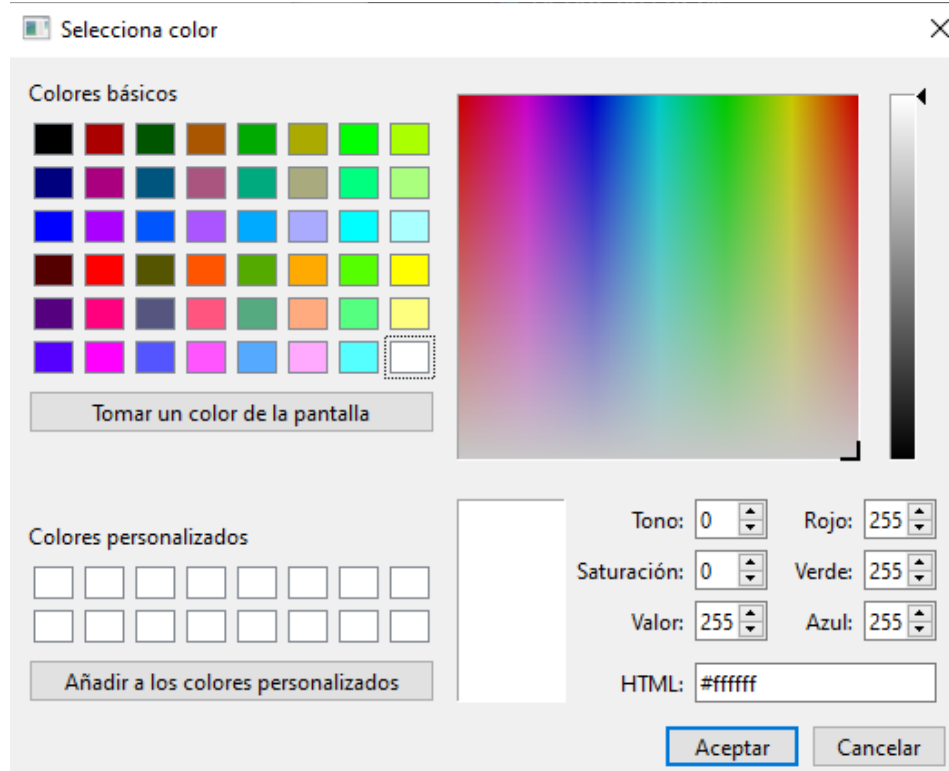 Selecciona color
Colores básicos
Tomar un color de la pantalla
Colores personalizados
Añadir a los colores personalizados
Tono: 0 Rojo: 255
Saturación: 0 Verde: 255
Valor: 255 Azul: 255
HTML: #ffffff
Aceptar Cancelar